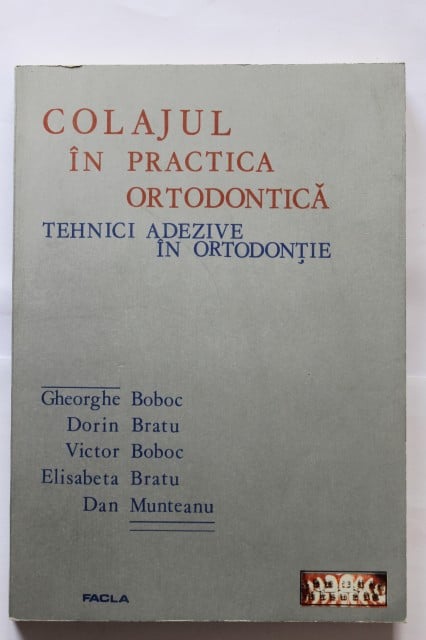 COLAJUL
ÎN PRACTICA
ORTODONTICĂ
TEHNICI ADEZIVE
ÎN ORTODONȚIE
Gheorghe Boboc
Dorin Bratu
Victor Boboc
Elisabeta Bratu
Dan Munteanu
FACLA